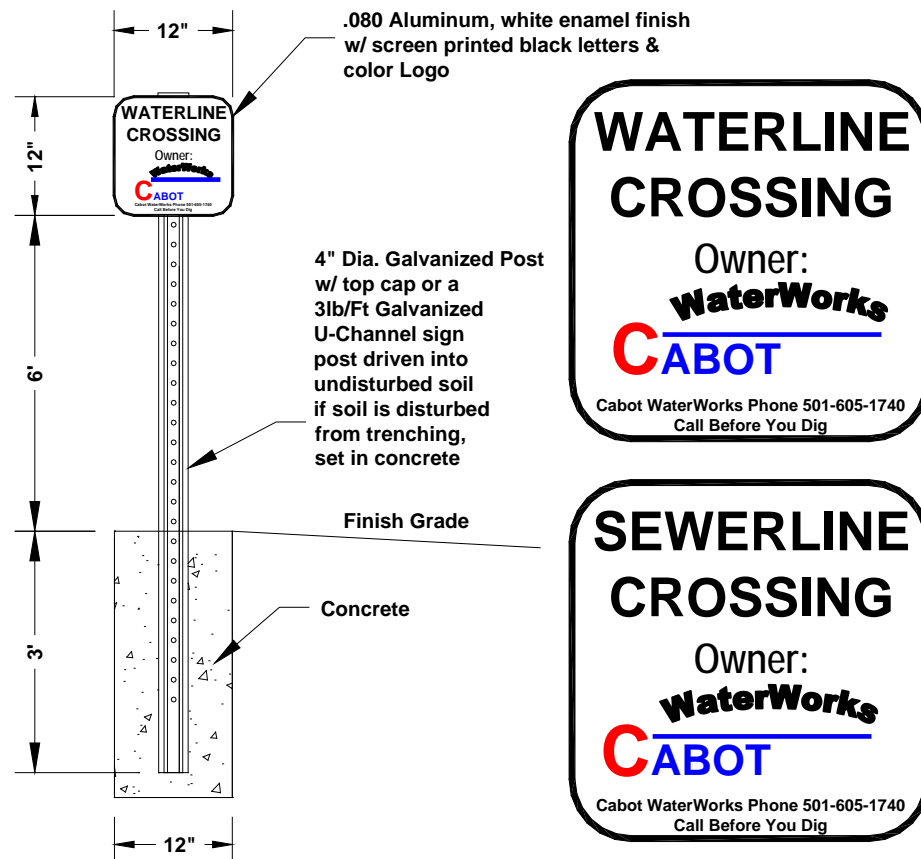 12"
.080 Aluminum, white enamel finish
w/ screen printed black letters &
color Logo
12"
WATERLINE
CROSSING
Owner:
WaterWorks
CABOT
Cabot WaterWorks Phone 501-605-1740
Call Before You Dig
6'
4" Dia. Galvanized Post
w/ top cap or a
3lb/Ft Galvanized
U-Channel sign
post driven into
undisturbed soil
if soil is disturbed
from trenching,
set in concrete
Finish Grade
3'
Concrete
12"
WATERLINE
CROSSING
Owner:
WaterWorks
CABOT
Cabot WaterWorks Phone 501-605-1740
Call Before You Dig
SEWERLINE
CROSSING
Owner:
WaterWorks
CABOT
Cabot WaterWorks Phone 501-605-1740
Call Before You Dig